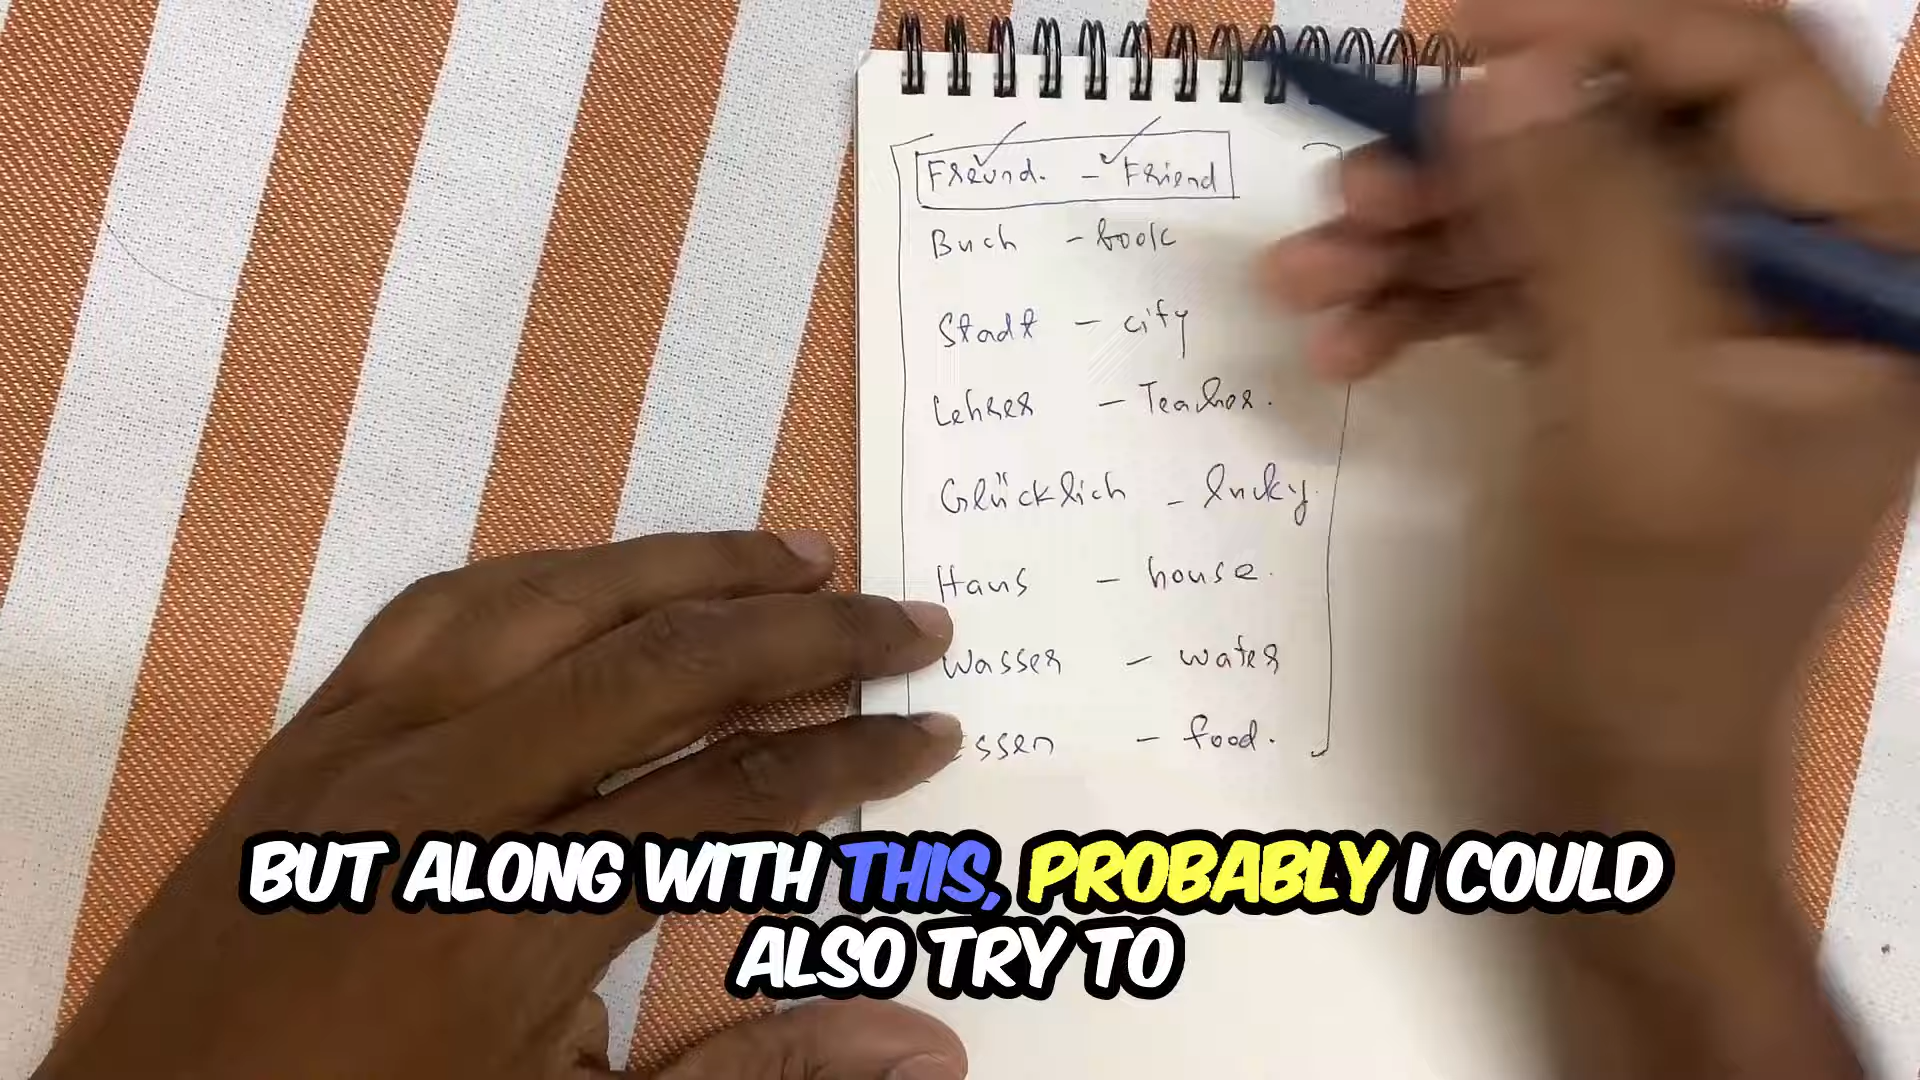 Freund. - Friend
Buch - book
Stadt - city
Lehrer - Teacher.
Glücklich - lucky.
Haus - house.
Wasser - water
Essen - food.
BUT ALONG WITH THIS, PROBABLY I COULD
ALSO TRY TO